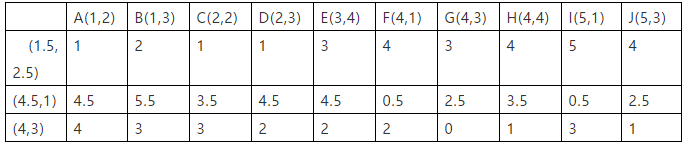 A(1,2) B(1,3) C(2,2) D(2,3) E(3,4) F(4,1) G(4,3) H(4,4) I(5,1) J(5,3)
(1.5, 1 2 1 1 3 4 3 4 5 4
2.5)
(4.5,1) 4.5 5.5 3.5 4.5 4.5 0.5 2.5 3.5 0.5 2.5
(4,3) 4 3 3 2 2 2 0 1 3 1